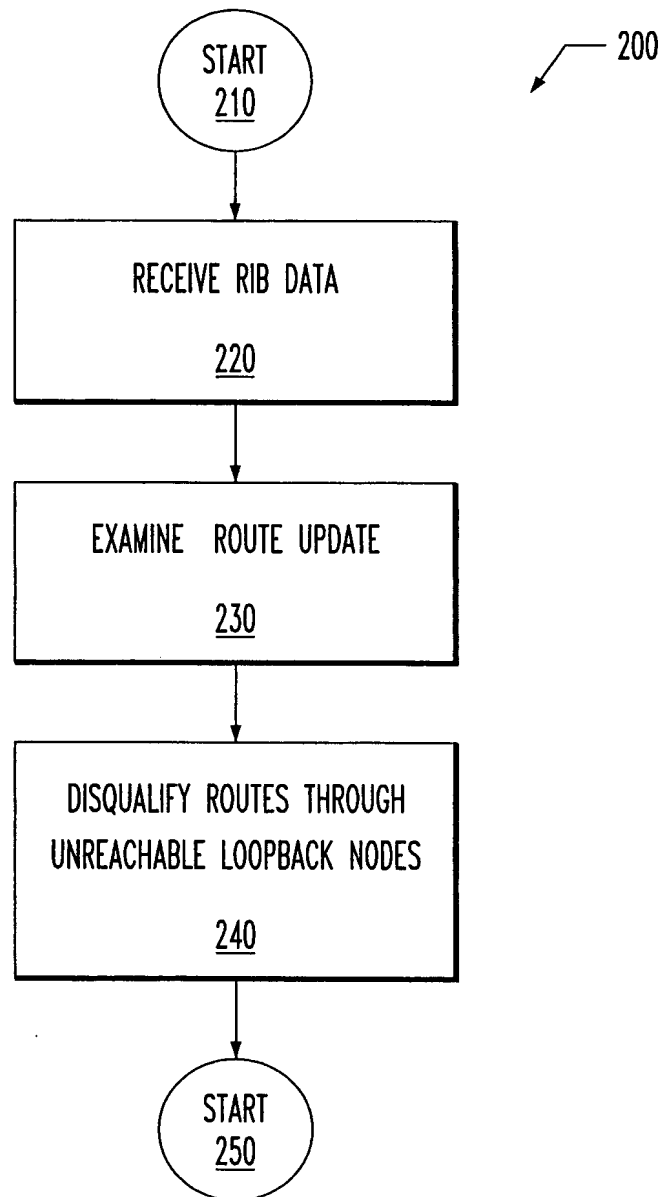 START
210
200
RECEIVE RIB DATA
220
EXAMINE ROUTE UPDATE
230
DISQUALIFY ROUTES THROUGH
UNREACHABLE LOOPBACK NODES
240
START
250